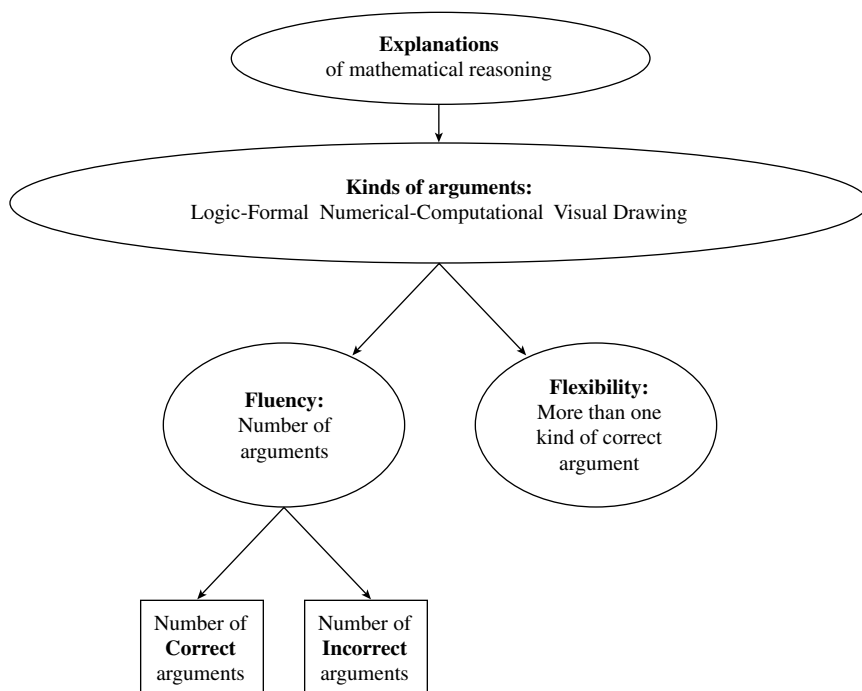 Explanations
of mathematical reasoning
Kinds of arguments:
Logic-Formal Numerical-Computational Visual Drawing
Fluency:
Number of
arguments
Flexibility:
More than one
kind of correct
argument
Number of
Correct
arguments
Number of
Incorrect
arguments